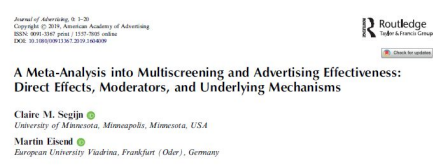 Journal of Advertising, 0: 1–20
Copyright © 2019, American Academy of Advertising
ISSN: 0091-3367 print / 1557-7805 online
DOI: 10.1080/00913367.2019.1604009
Routledge
Taylor & Francis Group
Check for updates
A Meta-Analysis into Multiscreening and Advertising Effectiveness:
Direct Effects, Moderators, and Underlying Mechanisms
Claire M. Segijn
University of Minnesota, Minneapolis, Minnesota, USA
Martin Eisend
European University Viadrina, Frankfurt (Oder), Germany